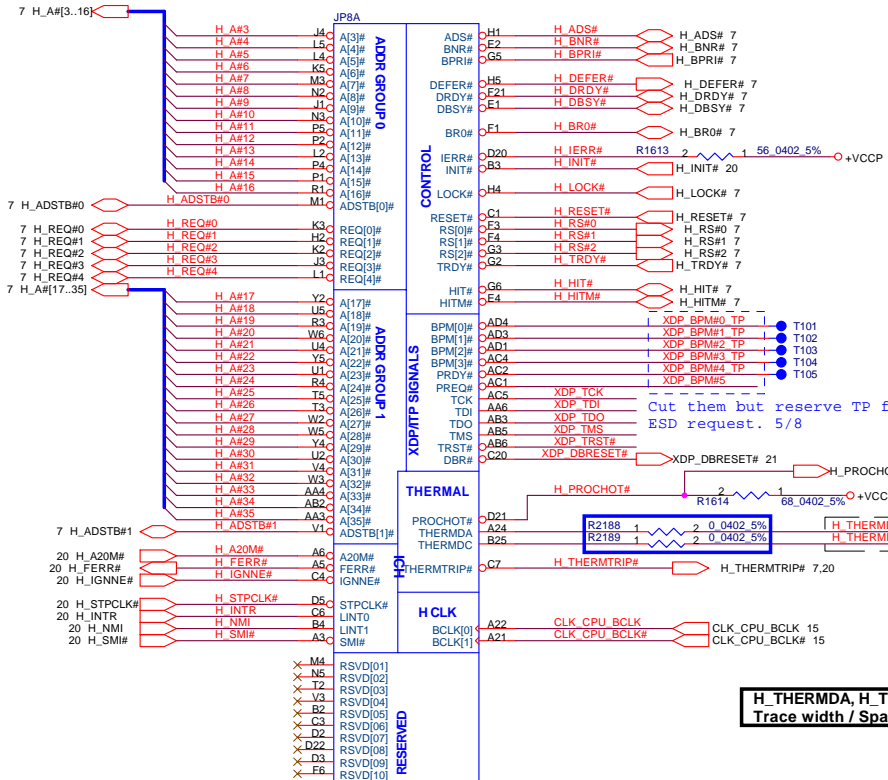 JP8A
7 H_A#[3..16]
H_A#3 J4 A[3]#
H_A#4 L5 A[4]#
H_A#5 L4 A[5]#
H_A#6 K5 A[6]#
H_A#7 M3 A[7]#
H_A#8 N2 A[8]#
H_A#9 J1 A[9]#
H_A#10 N3 A[10]#
H_A#11 P5 A[11]#
H_A#12 P2 A[12]#
H_A#13 L2 A[13]#
H_A#14 P4 A[14]#
H_A#15 P1 A[15]#
H_A#16 R1 A[16]#
7 H_ADSTB#0 H_ADSTB#0 M1 ADSTB[0]#
ADDR GROUP 0
7 H_REQ#0 H_REQ#0 K3 REQ[0]#
7 H_REQ#1 H_REQ#1 H2 REQ[1]#
7 H_REQ#2 H_REQ#2 K2 REQ[2]#
7 H_REQ#3 H_REQ#3 J3 REQ[3]#
7 H_REQ#4 H_REQ#4 L1 REQ[4]#
7 H_A#[17..35]
H_A#17 Y2 A[17]#
H_A#18 U5 A[18]#
H_A#19 R3 A[19]#
H_A#20 W6 A[20]#
H_A#21 U4 A[21]#
H_A#22 Y5 A[22]#
H_A#23 U1 A[23]#
H_A#24 R4 A[24]#
H_A#25 T5 A[25]#
H_A#26 T3 A[26]#
H_A#27 W2 A[27]#
H_A#28 W5 A[28]#
H_A#29 Y4 A[29]#
H_A#30 U2 A[30]#
H_A#31 V4 A[31]#
H_A#32 W3 A[32]#
H_A#33 AA4 A[33]#
H_A#34 AB2 A[34]#
H_A#35 AA3 A[35]#
7 H_ADSTB#1 H_ADSTB#1 V1 ADSTB[1]#
ADDR GROUP 1
20 H_A20M# H_A20M# A6 A20M#
20 H_FERR# H_FERR# A5 FERR#
20 H_IGNNE# H_IGNNE# C4 IGNNE#
ICH
20 H_STPCLK# H_STPCLK# D5 STPCLK#
20 H_INTR H_INTR C6 LINT0
20 H_NMI H_NMI B4 LINT1
20 H_SMI# H_SMI# A3 SMI#
M4 RSVD[01]
N5 RSVD[02]
T2 RSVD[03]
V3 RSVD[04]
B2 RSVD[05]
C3 RSVD[06]
D2 RSVD[07]
D22 RSVD[08]
D3 RSVD[09]
F6 RSVD[10]
RESERVED
CONTROL
ADS# H1 H_ADS# H_ADS# 7
BNR# E2 H_BNR# H_BNR# 7
BPRI# G5 H_BPRI# H_BPRI# 7
DEFER# H5 H_DEFER# H_DEFER# 7
DRDY# F21 H_DRDY# H_DRDY# 7
DBSY# E1 H_DBSY# H_DBSY# 7
BR0# F1 H_BR0# H_BR0# 7
IERR# D20 H_IERR# R1613 2 1 56_0402_5% +VCCP
INIT# B3 H_INIT# H_INIT# 20
LOCK# H4 H_LOCK# H_LOCK# 7
RESET# C1 H_RESET# H_RESET# 7
RS[0]# F3 H_RS#0 H_RS#0 7
RS[1]# F4 H_RS#1 H_RS#1 7
RS[2]# G3 H_RS#2 H_RS#2 7
TRDY# G2 H_TRDY# H_TRDY# 7
HIT# G6 H_HIT# H_HIT# 7
HITM# E4 H_HITM# H_HITM# 7
XDP/ITP SIGNALS
BPM[0]# AD4 XDP_BPM#0_TP T101
BPM[1]# AD3 XDP_BPM#1_TP T102
BPM[2]# AD1 XDP_BPM#2_TP T103
BPM[3]# AC4 XDP_BPM#3_TP T104
PRDY# AC2 XDP_BPM#4_TP T105
PREQ# AC1 XDP_BPM#5
TCK AC5 XDP_TCK
TDI AA6 XDP_TDI
TDO AB3 XDP_TDO
TMS AB5 XDP_TMS
TRST# AB6 XDP_TRST#
DBR# C20 XDP_DBRESET# XDP_DBRESET# 21
Cut them but reserve TP f
ESD request. 5/8
THERMAL
H_PROCHO
PROCHOT# D21 H_PROCHOT# R1614 2 1 68_0402_5% +VCC
THERMDA A24 R2188 1 2 0_0402_5% H_THERM
THERMDC B25 R2189 1 2 0_0402_5% H_THERM
THERMTRIP# C7 H_THERMTRIP# H_THERMTRIP# 7,20
H CLK
BCLK[0] A22 CLK_CPU_BCLK CLK_CPU_BCLK 15
BCLK[1] A21 CLK_CPU_BCLK# CLK_CPU_BCLK# 15
H_THERMDA, H_T
Trace width / Spa